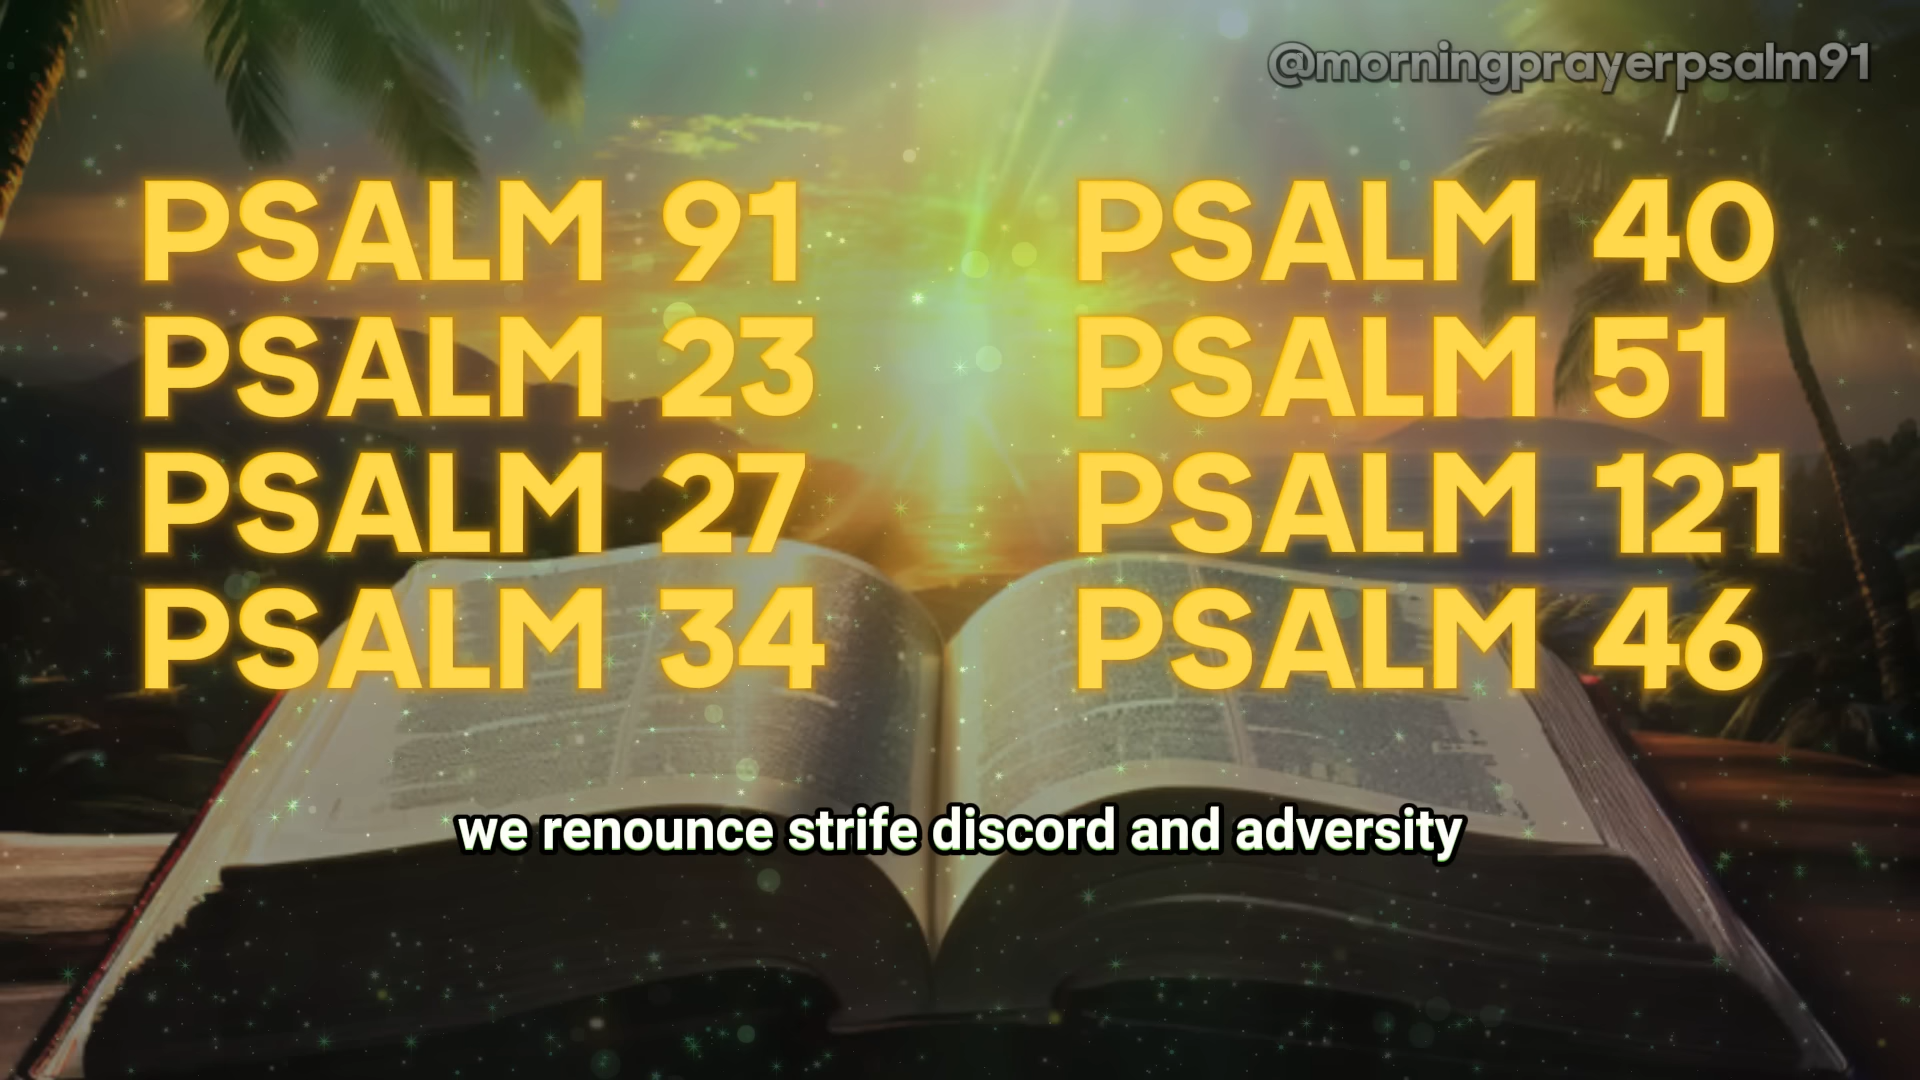 @morningprayerpsalm91
PSALM 91
PSALM 23
PSALM 27
PSALM 34
PSALM 40
PSALM 51
PSALM 121
PSALM 46
we renounce strife discord and adversity